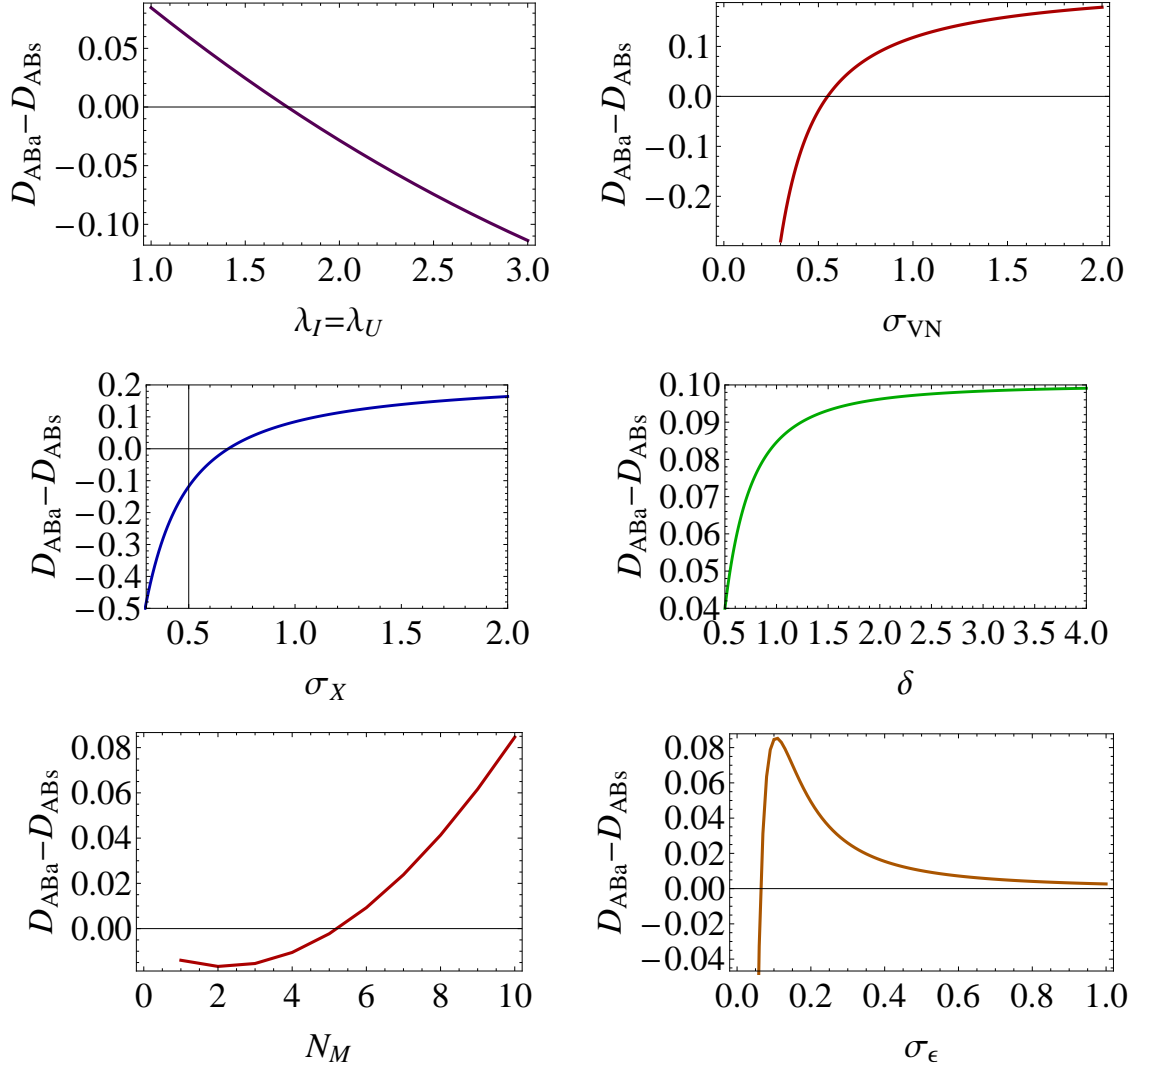 D_ABa−D_ABs
0.05
0.00
−0.05
−0.10
1.0 1.5 2.0 2.5 3.0
λ_I=λ_U
D_ABa−D_ABs
0.1
0.0
−0.1
−0.2
0.0 0.5 1.0 1.5 2.0
σ_VN
D_ABa−D_ABs
0.2
0.1
0.0
−0.1
−0.2
−0.3
−0.4
−0.5
0.5 1.0 1.5 2.0
σ_X
D_ABa−D_ABs
0.10
0.09
0.08
0.07
0.06
0.05
0.04
0.5 1.0 1.5 2.0 2.5 3.0 3.5 4.0
δ
D_ABa−D_ABs
0.08
0.06
0.04
0.02
0.00
0 2 4 6 8 10
N_M
D_ABa−D_ABs
0.08
0.06
0.04
0.02
0.00
−0.02
−0.04
0.0 0.2 0.4 0.6 0.8 1.0
σ_ϵ